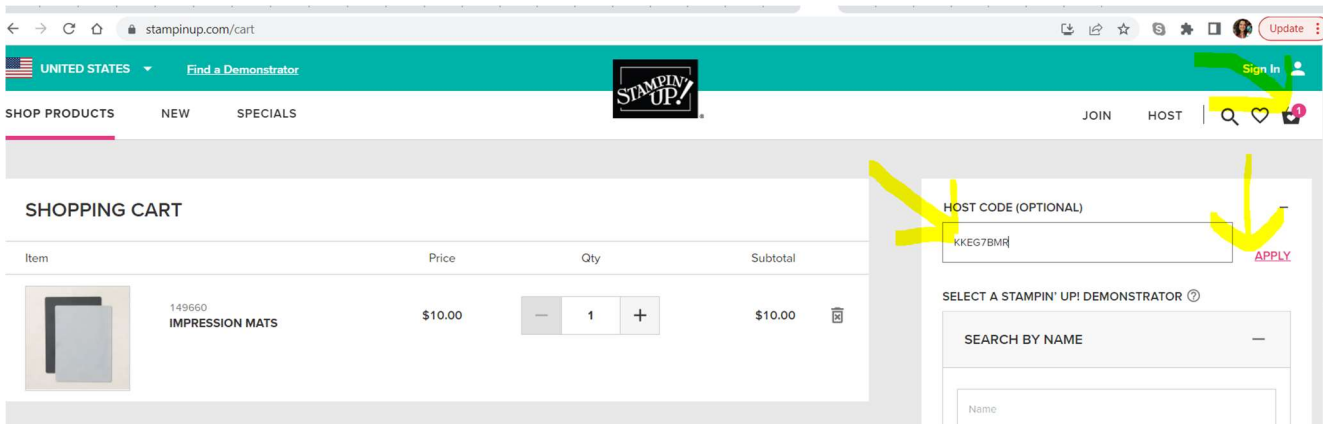 stampinup.com/cart
Update
UNITED STATES
Find a Demonstrator
STAMPIN' UP!
Sign In
SHOP PRODUCTS NEW SPECIALS
JOIN HOST
1
SHOPPING CART
Item Price Qty Subtotal
149660
IMPRESSION MATS
$10.00 1 $10.00
HOST CODE (OPTIONAL)
KKEG7BMR
APPLY
SELECT A STAMPIN' UP! DEMONSTRATOR
SEARCH BY NAME
Name